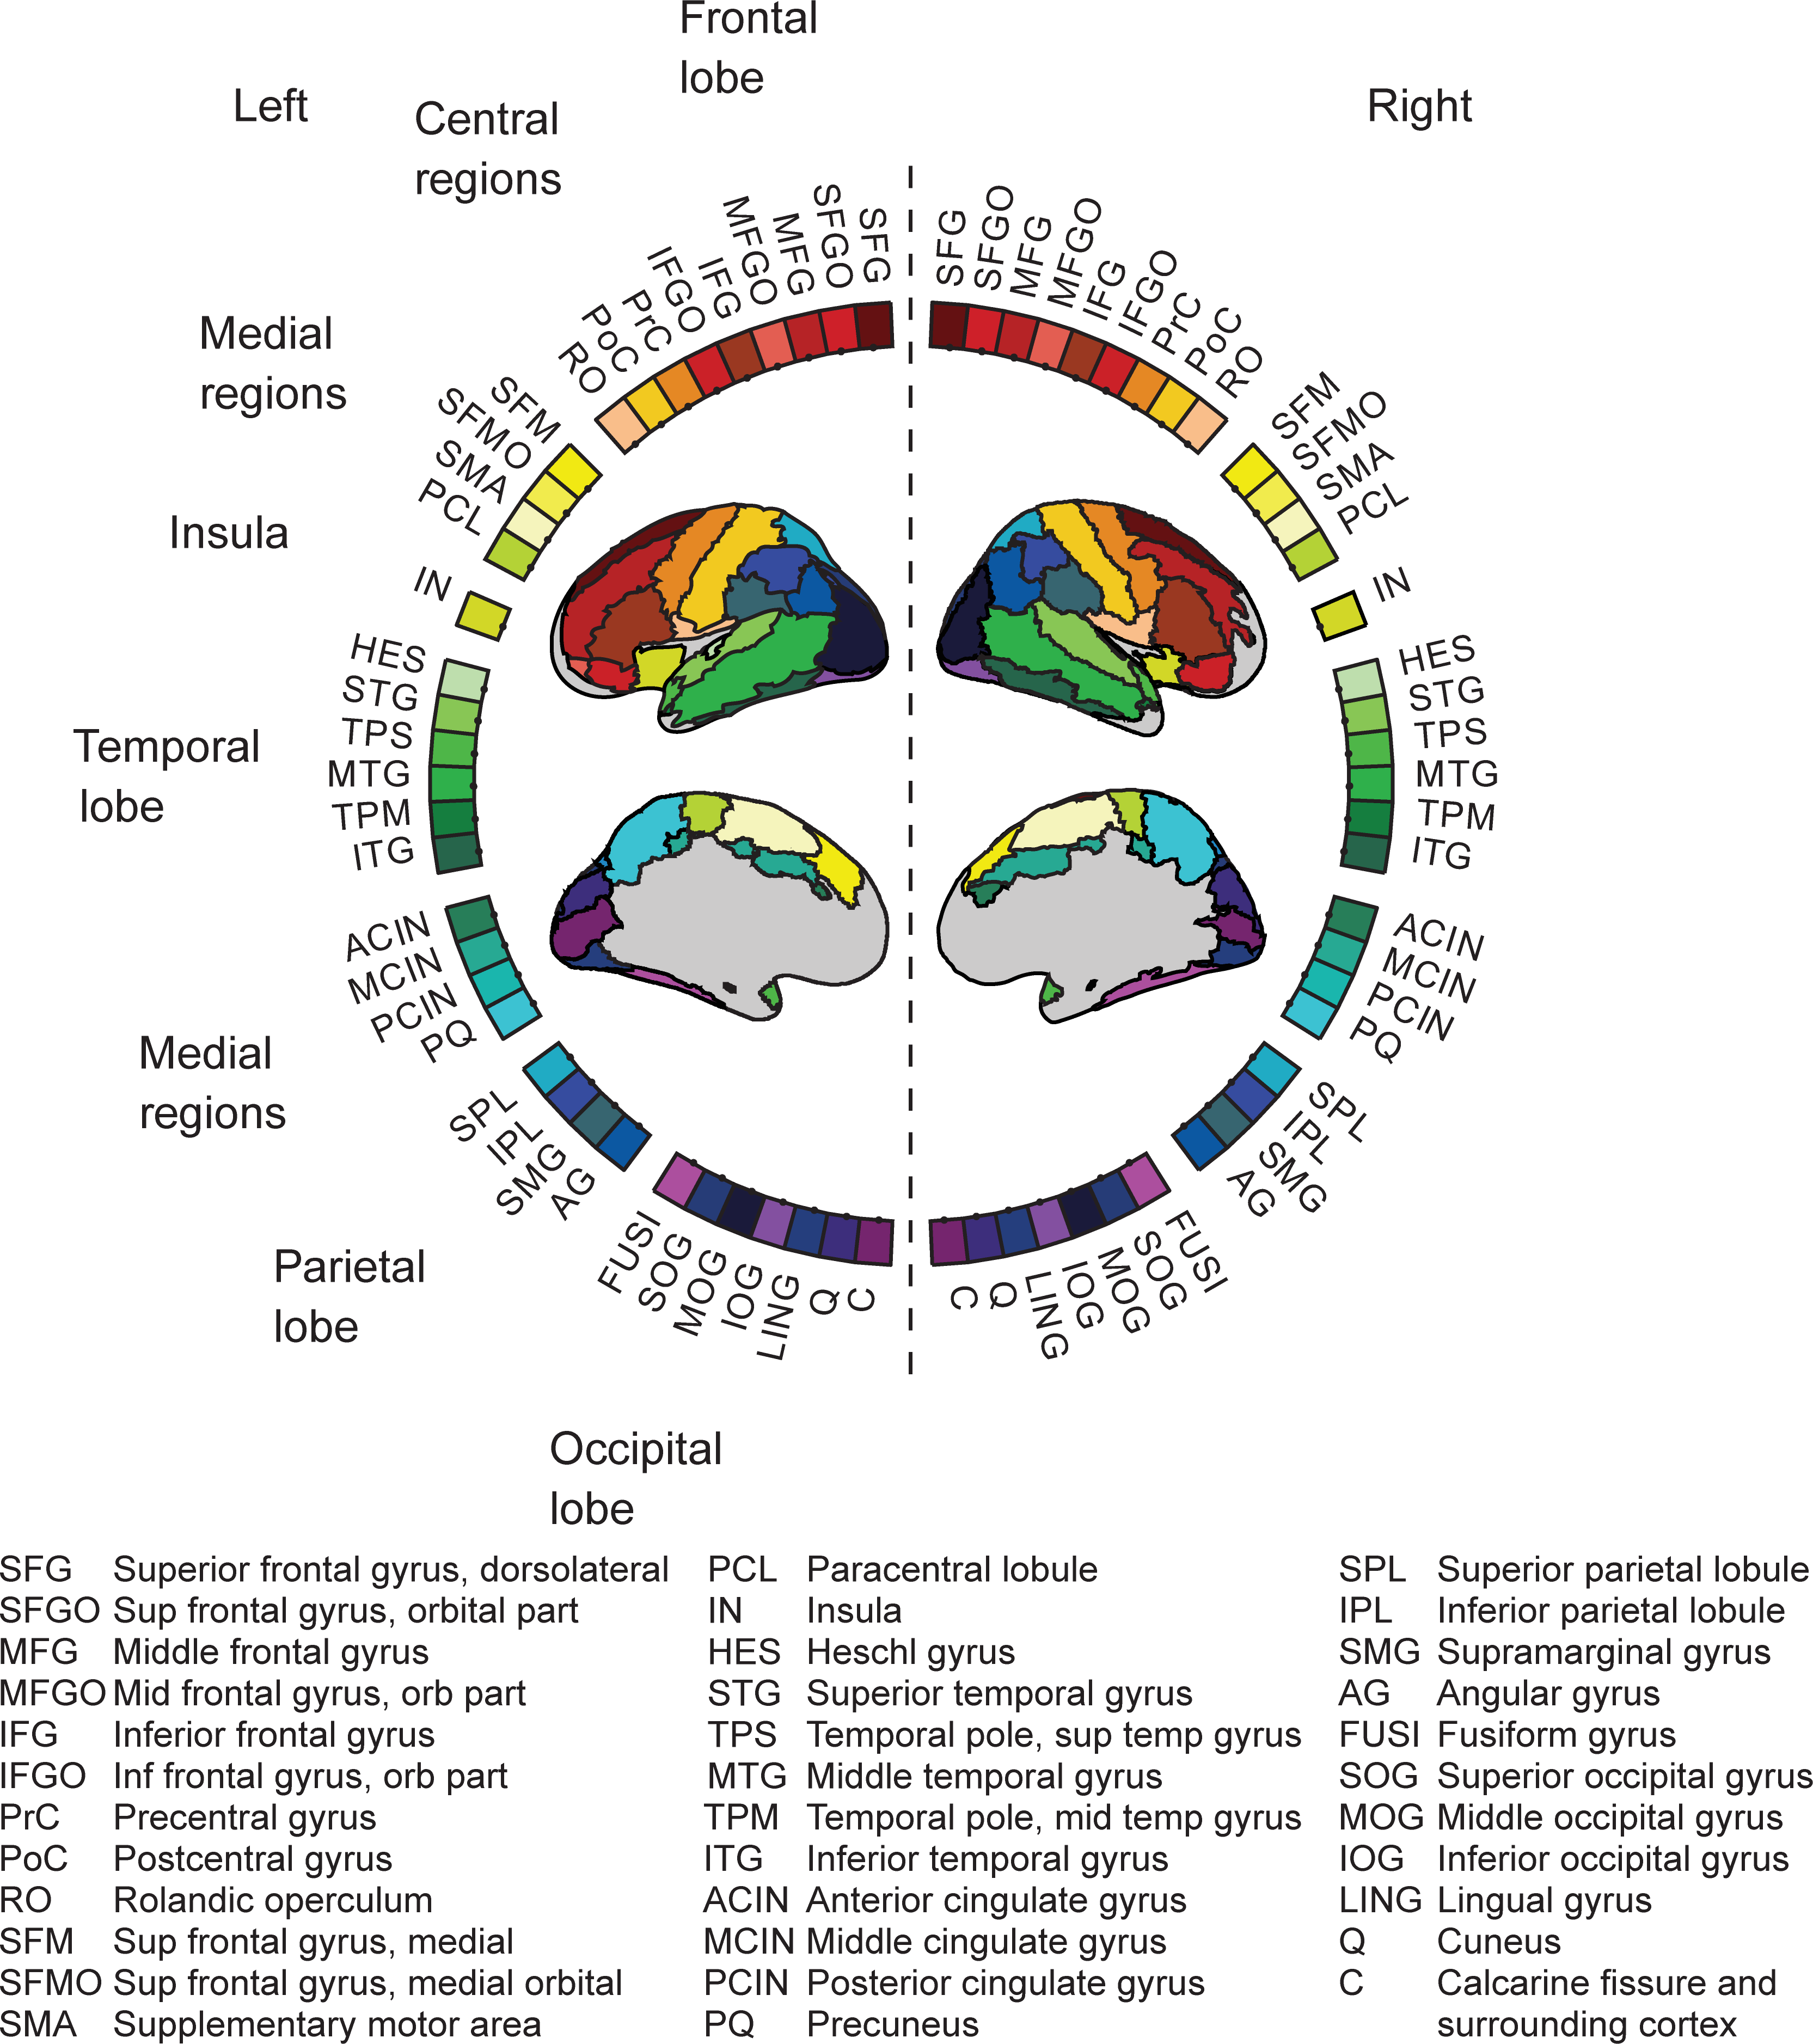 Frontal
lobe
Left
Right
Central
regions
Medial
regions
Insula
Temporal
lobe
Medial
regions
Parietal
lobe
Occipital
lobe
SFG
SFGO
MFG
MFGO
IFG
IFGO
PrC
PoC
RO
SFM
SFMO
SMA
PCL
IN
HES
STG
TPS
MTG
TPM
ITG
ACIN
MCIN
PCIN
PQ
SPL
IPL
SMG
AG
FUSI
SOG
MOG
IOG
LING
Q
C
SFG
SFGO
MFG
MFGO
IFG
IFGO
PrC
PoC
RO
SFM
SFMO
SMA
PCL
IN
HES
STG
TPS
MTG
TPM
ITG
ACIN
MCIN
PCIN
PQ
SPL
IPL
SMG
AG
FUSI
SOG
MOG
IOG
LING
Q
C
SFG Superior frontal gyrus, dorsolateral
SFGO Sup frontal gyrus, orbital part
MFG Middle frontal gyrus
MFGO Mid frontal gyrus, orb part
IFG Inferior frontal gyrus
IFGO Inf frontal gyrus, orb part
PrC Precentral gyrus
PoC Postcentral gyrus
RO Rolandic operculum
SFM Sup frontal gyrus, medial
SFMO Sup frontal gyrus, medial orbital
SMA Supplementary motor area
PCL Paracentral lobule
IN Insula
HES Heschl gyrus
STG Superior temporal gyrus
TPS Temporal pole, sup temp gyrus
MTG Middle temporal gyrus
TPM Temporal pole, mid temp gyrus
ITG Inferior temporal gyrus
ACIN Anterior cingulate gyrus
MCIN Middle cingulate gyrus
PCIN Posterior cingulate gyrus
PQ Precuneus
SPL Superior parietal lobule
IPL Inferior parietal lobule
SMG Supramarginal gyrus
AG Angular gyrus
FUSI Fusiform gyrus
SOG Superior occipital gyrus
MOG Middle occipital gyrus
IOG Inferior occipital gyrus
LING Lingual gyrus
Q Cuneus
C Calcarine fissure and
surrounding cortex